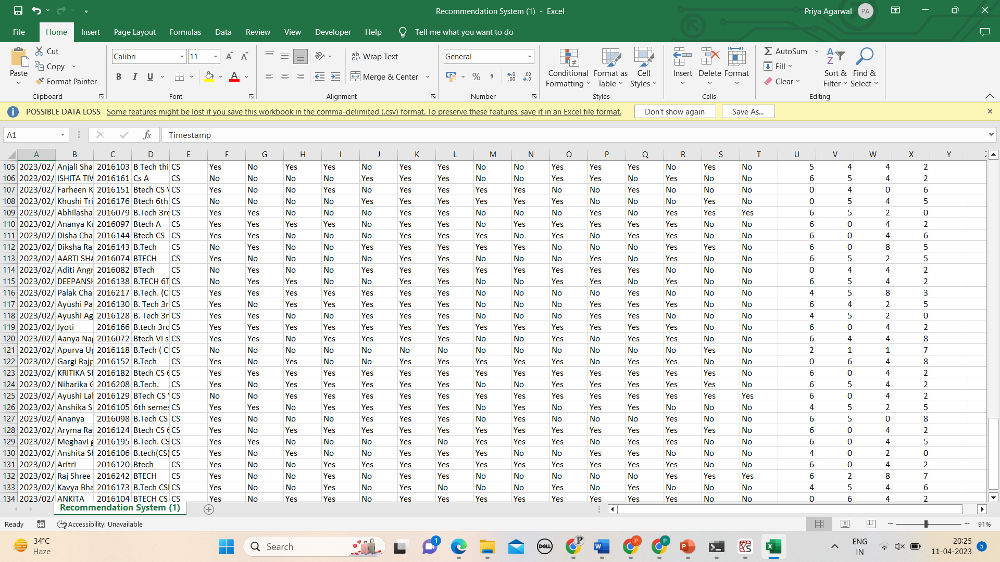 Recommendation System (1) - Excel
Priya Agarwal PA
File Home Insert Page Layout Formulas Data Review View Developer Help Tell me what you want to do
Paste Cut Copy Format Painter
Calibri 11
B I U
Wrap Text
Merge & Center
General
Conditional Formatting Format as Table Cell Styles
Insert Delete Format
AutoSum Fill Clear
Sort & Filter Find & Select
Clipboard Font Alignment Number Styles Cells Editing
POSSIBLE DATA LOSS Some features might be lost if you save this workbook in the comma-delimited (.csv) format. To preserve these features, save it in an Excel file format. Don't show again Save As...
A1 fx Timestamp
A B C D E F G H I J K L M N O P Q R S T U V W X Y
105 2023/02/ Anjali Sha 2016103 B Tech thi CS Yes No Yes Yes No Yes Yes No No Yes Yes Yes No Yes No 5 4 4 2
106 2023/02/ ISHITA TIV 2016161 Cs A CS No No No No Yes Yes Yes No No Yes Yes No Yes No No 6 5 4 2
107 2023/02/ Farheen K 2016151 Btech CS V CS Yes No No Yes No Yes Yes Yes Yes No No Yes No No No 0 4 0 6
108 2023/02/ Khushi Tri 2016176 Btech 6th CS No No No No Yes Yes Yes Yes Yes Yes No No No Yes No 0 5 4 5
109 2023/02/ Abhilasha 2016079 B.Tech 3rd CS Yes Yes No No No Yes Yes No No No Yes No Yes Yes Yes 6 5 2 0
110 2023/02/ Ananya Ku 2016097 Btech A CS Yes Yes Yes Yes No Yes Yes No Yes Yes Yes Yes Yes No No 6 0 4 2
111 2023/02/ Disha Cha 2016144 Btech CS CS Yes Yes No No No Yes No Yes No Yes No Yes Yes No No 6 0 4 6
112 2023/02/ Diksha Rai 2016143 B.Tech CS No Yes No No Yes Yes Yes Yes Yes No No No Yes Yes No 6 0 8 5
113 2023/02/ AARTI SHA 2016074 BTECH CS Yes No No No No Yes Yes No No No Yes No Yes No No 6 5 2 5
114 2023/02/ Aditi Angr 2016082 BTech CS No Yes No No Yes Yes Yes Yes Yes Yes Yes Yes No No No 0 4 4 2
115 2023/02/ DEEPANSH 2016138 B.TECH 6T CS No Yes Yes No No Yes Yes No No Yes Yes No Yes No No 6 5 4 2
116 2023/02/ Palak Cha 2016217 B.Tech. (CS CS Yes Yes Yes Yes Yes Yes Yes No No No No Yes No No No 4 5 8 3
117 2023/02/ Ayushi Pa 2016130 B. Tech 3r CS Yes No Yes Yes Yes Yes Yes No No No Yes Yes Yes No No 6 4 2 5
118 2023/02/ Ayushi Ag 2016128 B. Tech 3r CS Yes Yes No No Yes Yes Yes No No No Yes Yes No No No 4 5 2 0
119 2023/02/ Jyoti 2016166 B.tech 3rd CS Yes Yes Yes Yes Yes Yes Yes Yes Yes Yes Yes Yes Yes No No 6 0 4 2
120 2023/02/ Aanya Nag 2016072 Btech VI s CS Yes Yes No Yes Yes No Yes No No Yes No Yes Yes No No 6 4 4 8
121 2023/02/ Apurva Up 2016118 B.Tech ( CS CS No No No No No No No No No No No No No Yes No 2 1 1 7
122 2023/02/ Gargi Rajp 2016152 B.Tech CS Yes No Yes No No Yes Yes Yes Yes Yes No Yes Yes No No 0 6 4 8
123 2023/02/ KRITIKA SF 2016182 Btech CS 6 CS Yes Yes Yes Yes Yes Yes Yes Yes Yes Yes Yes Yes Yes Yes No 6 0 4 2
124 2023/02/ Niharika G 2016208 B.Tech. CS Yes No Yes Yes Yes Yes Yes No No Yes Yes Yes Yes Yes No 6 5 4 2
125 2023/02/ Ayushi Lal 2016129 BTech CS V CS No No Yes Yes Yes Yes Yes Yes Yes Yes Yes Yes Yes Yes Yes 6 0 4 2
126 2023/02/ Anshika Sl 2016105 6th semes CS Yes Yes No Yes Yes Yes Yes No Yes No Yes Yes No No No 4 5 2 5
127 2023/02/ Ananya 2016098 B.Tech CS CS Yes No No No Yes Yes Yes No Yes No No No Yes No No 6 5 0 8
128 2023/02/ Aryma Rav 2016124 Btech CS 6 CS Yes No Yes Yes Yes Yes Yes Yes Yes Yes Yes Yes Yes Yes No 6 0 4 2
129 2023/02/ Meghavi g 2016195 B.Tech. CS CS Yes Yes No No No Yes No Yes Yes Yes No Yes Yes No No 6 0 4 5
130 2023/02/ Anshita Sh 2016106 B.tech(CS) CS Yes No Yes No No Yes Yes Yes No No Yes Yes No No No 4 0 2 0
131 2023/02/ Aritri 2016120 Btech CS Yes No No Yes Yes Yes Yes Yes Yes Yes Yes Yes Yes No No 6 0 4 2
132 2023/02/ Raj Shree 2016242 BTECH CS Yes No No Yes No Yes Yes No No No No No Yes Yes Yes 6 2 8 7
133 2023/02/ Kavya Bha 2016173 B.Tech CSI CS Yes No No Yes No Yes No No No Yes No Yes No No No 4 5 4 6
134 2023/02/ ANKITA 2016104 BTECH CS CS Yes No Yes Yes No Yes Yes Yes Yes Yes Yes Yes Yes No No 0 6 4 2
Recommendation System (1)
Ready Accessibility: Unavailable 91%
34°C
Haze
Search
1
DELL
ENG
IN
20:25
11-04-2023
5